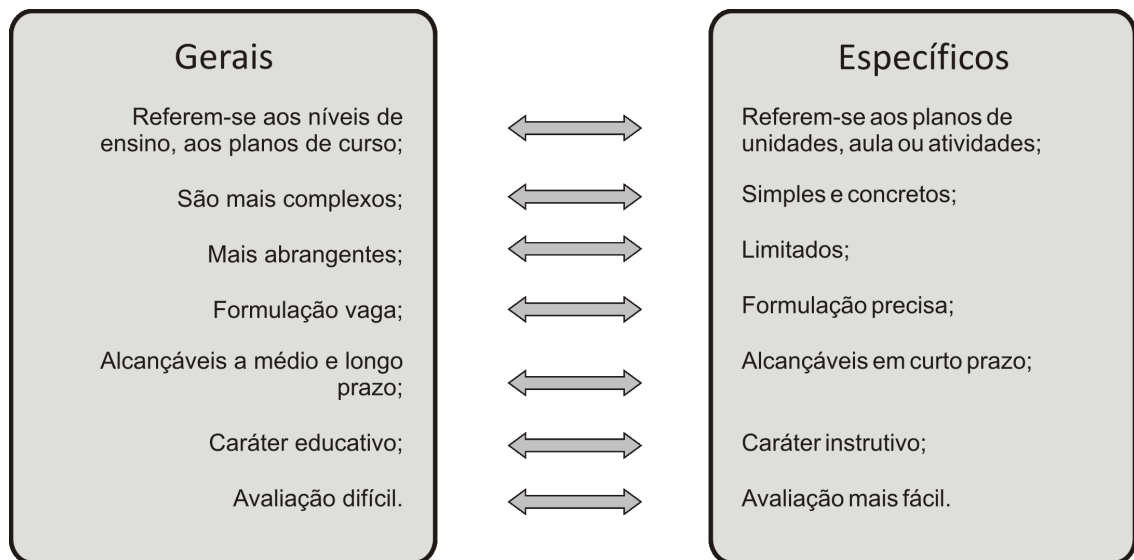 Gerais
Referem-se aos níveis de
ensino, aos planos de curso;
São mais complexos;
Mais abrangentes;
Formulação vaga;
Alcançáveis a médio e longo
prazo;
Caráter educativo;
Avaliação difícil.
Específicos
Referem-se aos planos de
unidades, aula ou atividades;
Simples e concretos;
Limitados;
Formulação precisa;
Alcançáveis em curto prazo;
Caráter instrutivo;
Avaliação mais fácil.